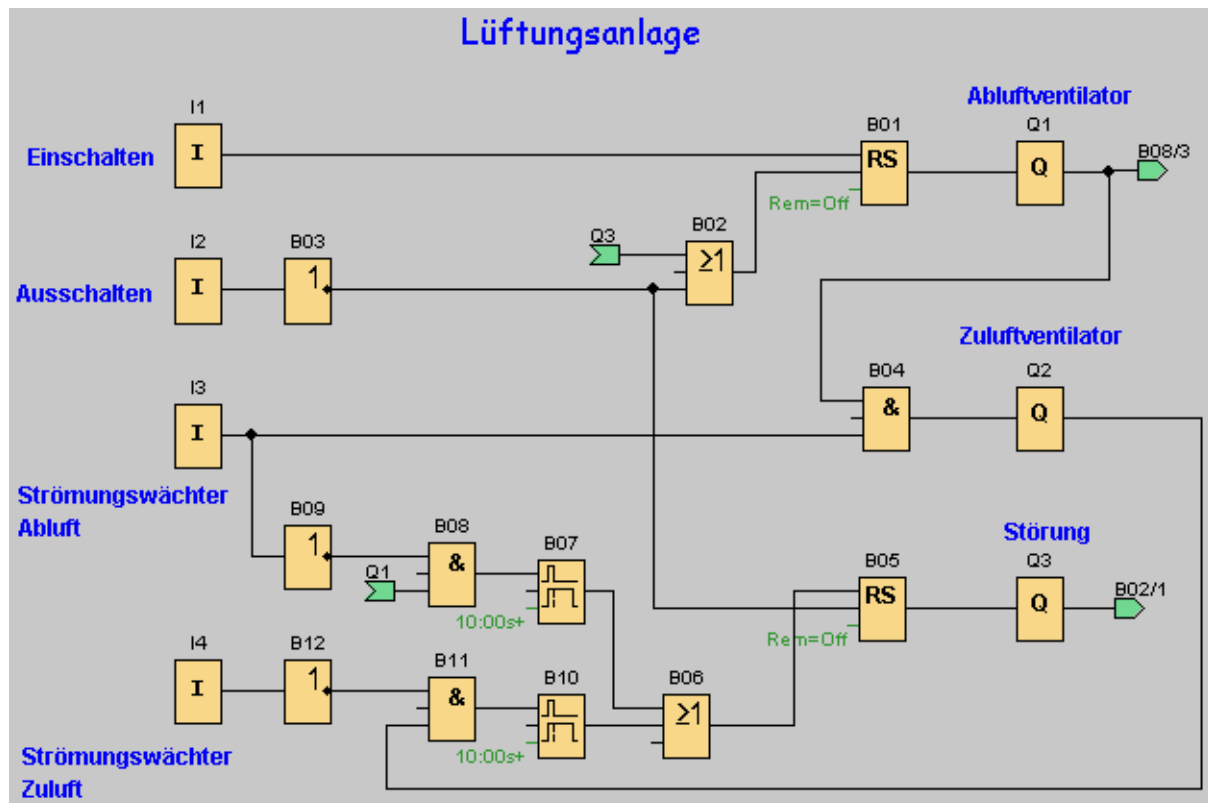 Lüftungsanlage
Abluftventilator
I1
B01
Q1
B08/3
Einschalten
I
RS
Q
Rem=Off
B02
I2
B03
Q3
≥1
Ausschalten
I
1
Zuluftventilator
I3
B04
Q2
I
&
Q
Strömungswächter
Abluft
B09
B08
B07
Störung
1
&
Q1
B05
Q3
B02/1
RS
Q
10:00s+
Rem=Off
I4
B12
B11
B10
B06
I
1
&
≥1
10:00s+
Strömungswächter
Zuluft